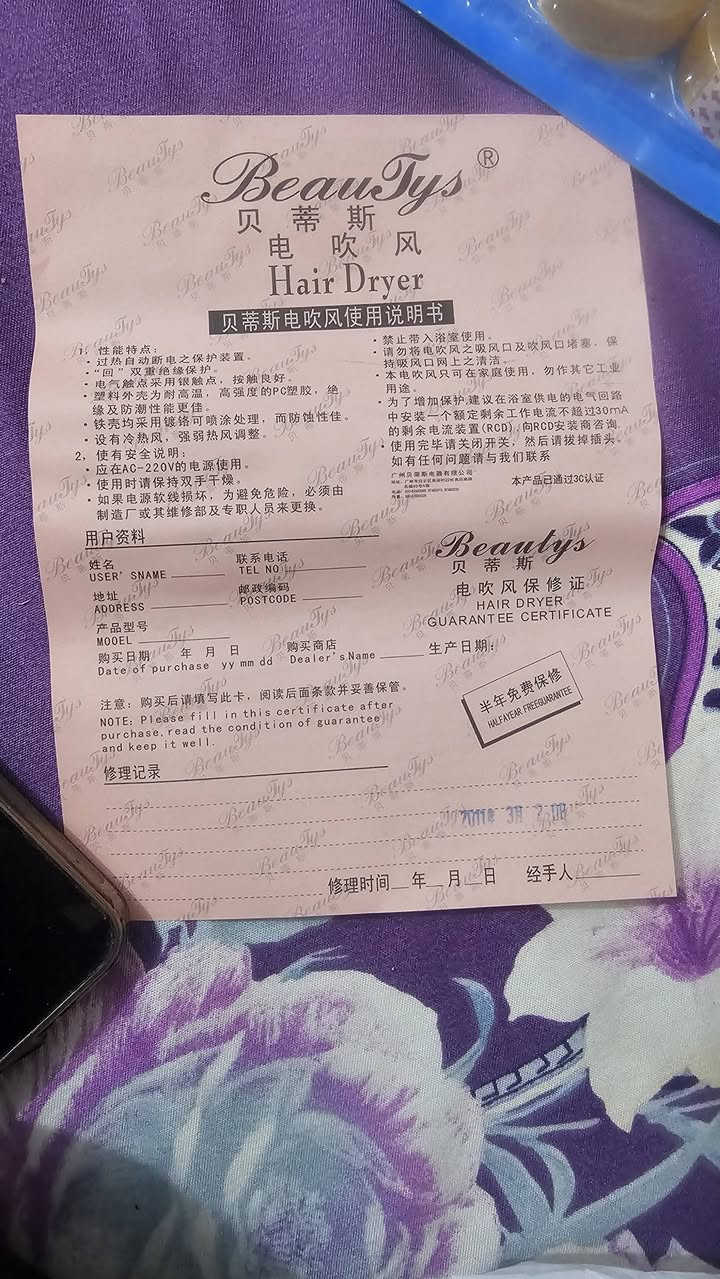 BeauTys®
贝蒂斯
电吹风
Hair Dryer
贝蒂斯电吹风使用说明书
1，性能特点：
·过热自动断电之保护装置。
·“回”双重绝缘保护。
·电气触点采用银触点，按触良好。
·塑料外壳为耐高温，高强度的PC塑胶，绝
缘及防潮性能更佳。
·铁壳均采用镀铬可喷涂处理，而防蚀性佳。
·设有冷热风，强弱热风调整。
2，使有安全说明：
·应在AC-220V的电源使用。
·使用时请保持双手干燥。
·如果电源软线损坏，为避免危险，必须由
制造厂或其维修部及专职人员来更换。
·禁止带入浴室使用。
·请勿将电吹风之吸风口及吹风口堵塞，保
持吸风口网上之清洁。
·本电吹风只可在家庭使用，勿作其它工业
用途。
·为了增加保护,建议在浴室供电的电气回路
中安装一个额定剩余工作电流不超过30mA
的剩余电流装置(RCD),向RCD安装商咨询.
·使用完毕请关闭开关，然后请拔掉插头。
如有任何问题请与我们联系
广州贝蒂斯电器有限公司
本产品已通过3C认证
用户资料
姓名
USER'SNAME
联系电话
TEL NO
地址
ADDRESS
邮政编码
POSTCODE
产品型号
MOOEL
购买日期 年 月 日 购买商店
Date of purchase yy mm dd Dealer's Name
Beautys
贝蒂斯
电吹风保修证
HAIR DRYER
GUARANTEE CERTIFICATE
生产日期：
半年免费保修
HALFAYEAR FREEGUARANTEE
注意：购买后请填写此卡，阅读后面条款并妥善保管。
NOTE: Please fill in this certificate after
purchase.read the condition of guarantee
and keep it well.
修理记录
修理时间 年 月 日 经手人